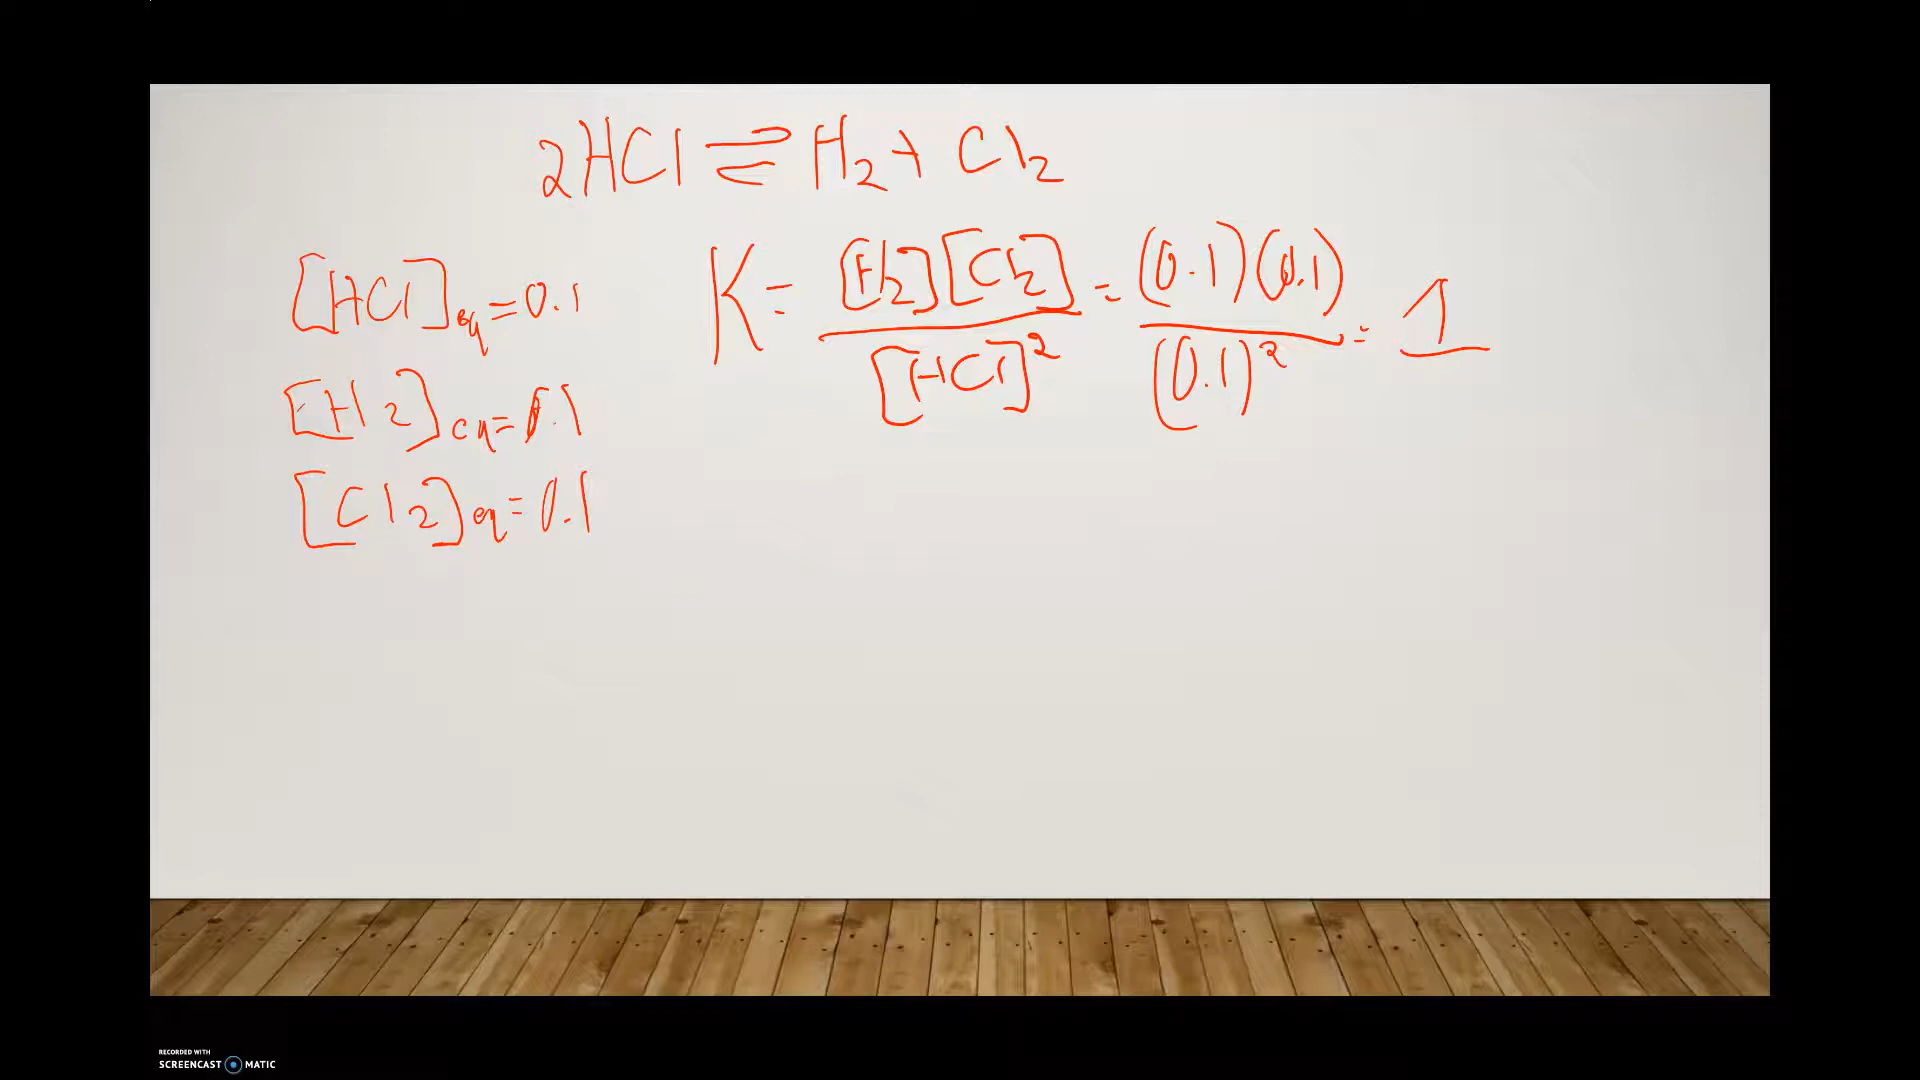 2HCl ⇌ H₂ + Cl₂
[HCl]eq = 0.1
[H2]eq = 0.1
[Cl2]eq = 0.1
K = [H₂][Cl₂] / [HCl]² = (0.1)(0.1) / (0.1)² = 1
RECORDED WITH
SCREENCAST MATIC